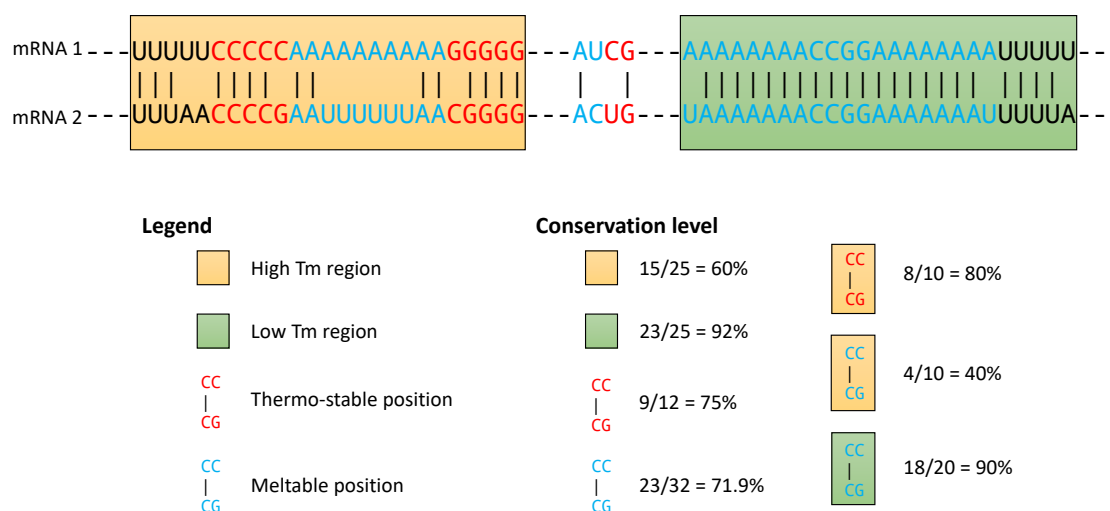 mRNA 1 ---UUUUUCCCCCAAAAAAAAAAGGGGG---AUCG---AAAAAAAACCGGAAAAAAAAUUUUU--
mRNA 2 ---UUUAACCCCGAAUUUUUUAACGGGG---ACUG---UAAAAAAACCGGAAAAAAAUUUUUA--
Legend
High Tm region
Low Tm region
CC
|
CG
Thermo-stable position
CC
|
CG
Meltable position
Conservation level
15/25 = 60%
23/25 = 92%
CC
|
CG
9/12 = 75%
CC
|
CG
23/32 = 71.9%
CC
|
CG
8/10 = 80%
CC
|
CG
4/10 = 40%
CC
|
CG
18/20 = 90%